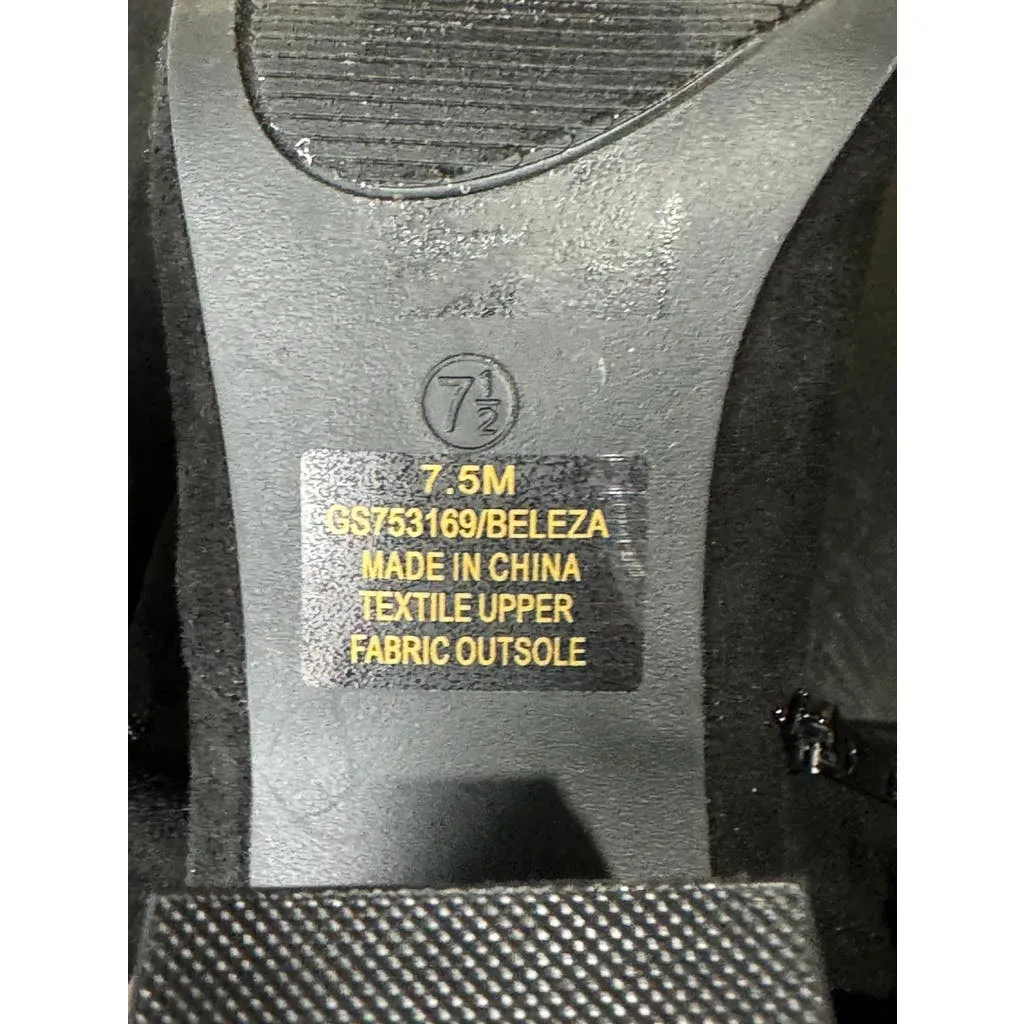 7½
7.5M
GS753169/BELEZA
MADE IN CHINA
TEXTILE UPPER
FABRIC OUTSOLE